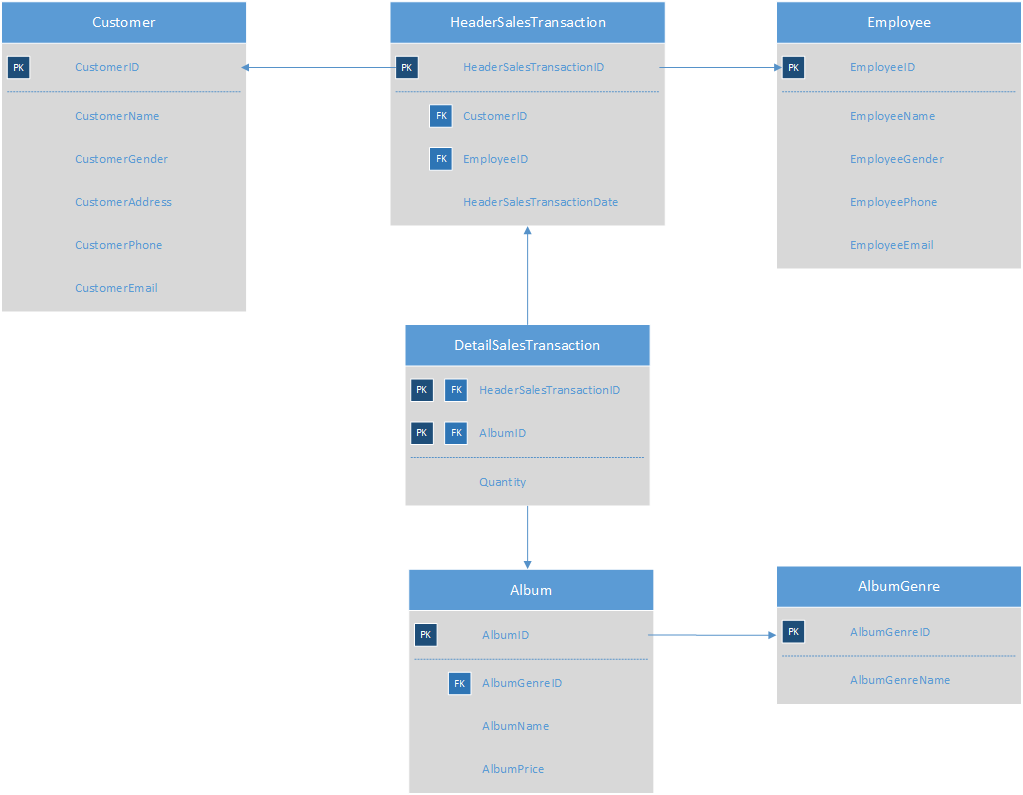 Customer
PK CustomerID
CustomerName
CustomerGender
CustomerAddress
CustomerPhone
CustomerEmail
HeaderSalesTransaction
PK HeaderSalesTransactionID
FK CustomerID
FK EmployeeID
HeaderSalesTransactionDate
Employee
PK EmployeeID
EmployeeName
EmployeeGender
EmployeePhone
EmployeeEmail
DetailSalesTransaction
PK FK HeaderSalesTransactionID
PK FK AlbumID
Quantity
Album
PK AlbumID
FK AlbumGenreID
AlbumName
AlbumPrice
AlbumGenre
PK AlbumGenreID
AlbumGenreName